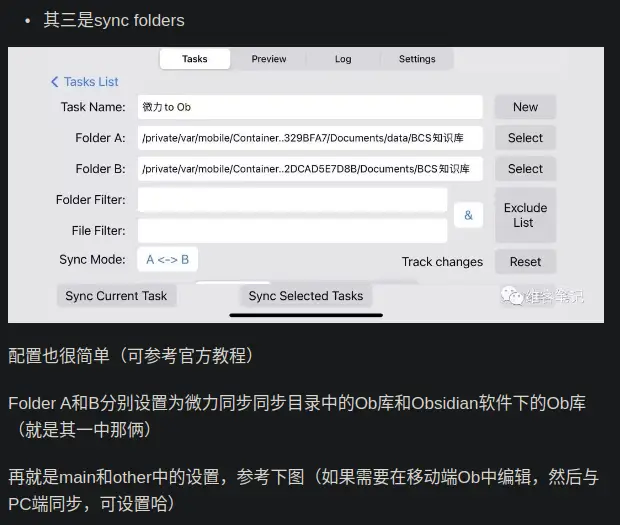 • 其三是sync folders
Tasks Preview Log Settings
< Tasks List
Task Name: 微力 to Ob New
Folder A: /private/var/mobile/Container..329BFA7/Documents/data/BCS知识库 Select
Folder B: /private/var/mobile/Container..2DCAD5E7D8B/Documents/BCS知识库 Select
Folder Filter:
& Exclude
List
File Filter:
Sync Mode: A <-> B Track changes Reset
Sync Current Task Sync Selected Tasks
维客笔记
配置也很简单（可参考官方教程）
Folder A和B分别设置为微力同步同步目录中的Ob库和Obsidian软件下的Ob库
（就是其一中那俩）
再就是main和other中的设置，参考下图（如果需要在移动端Ob中编辑，然后与
PC端同步，可设置哈）